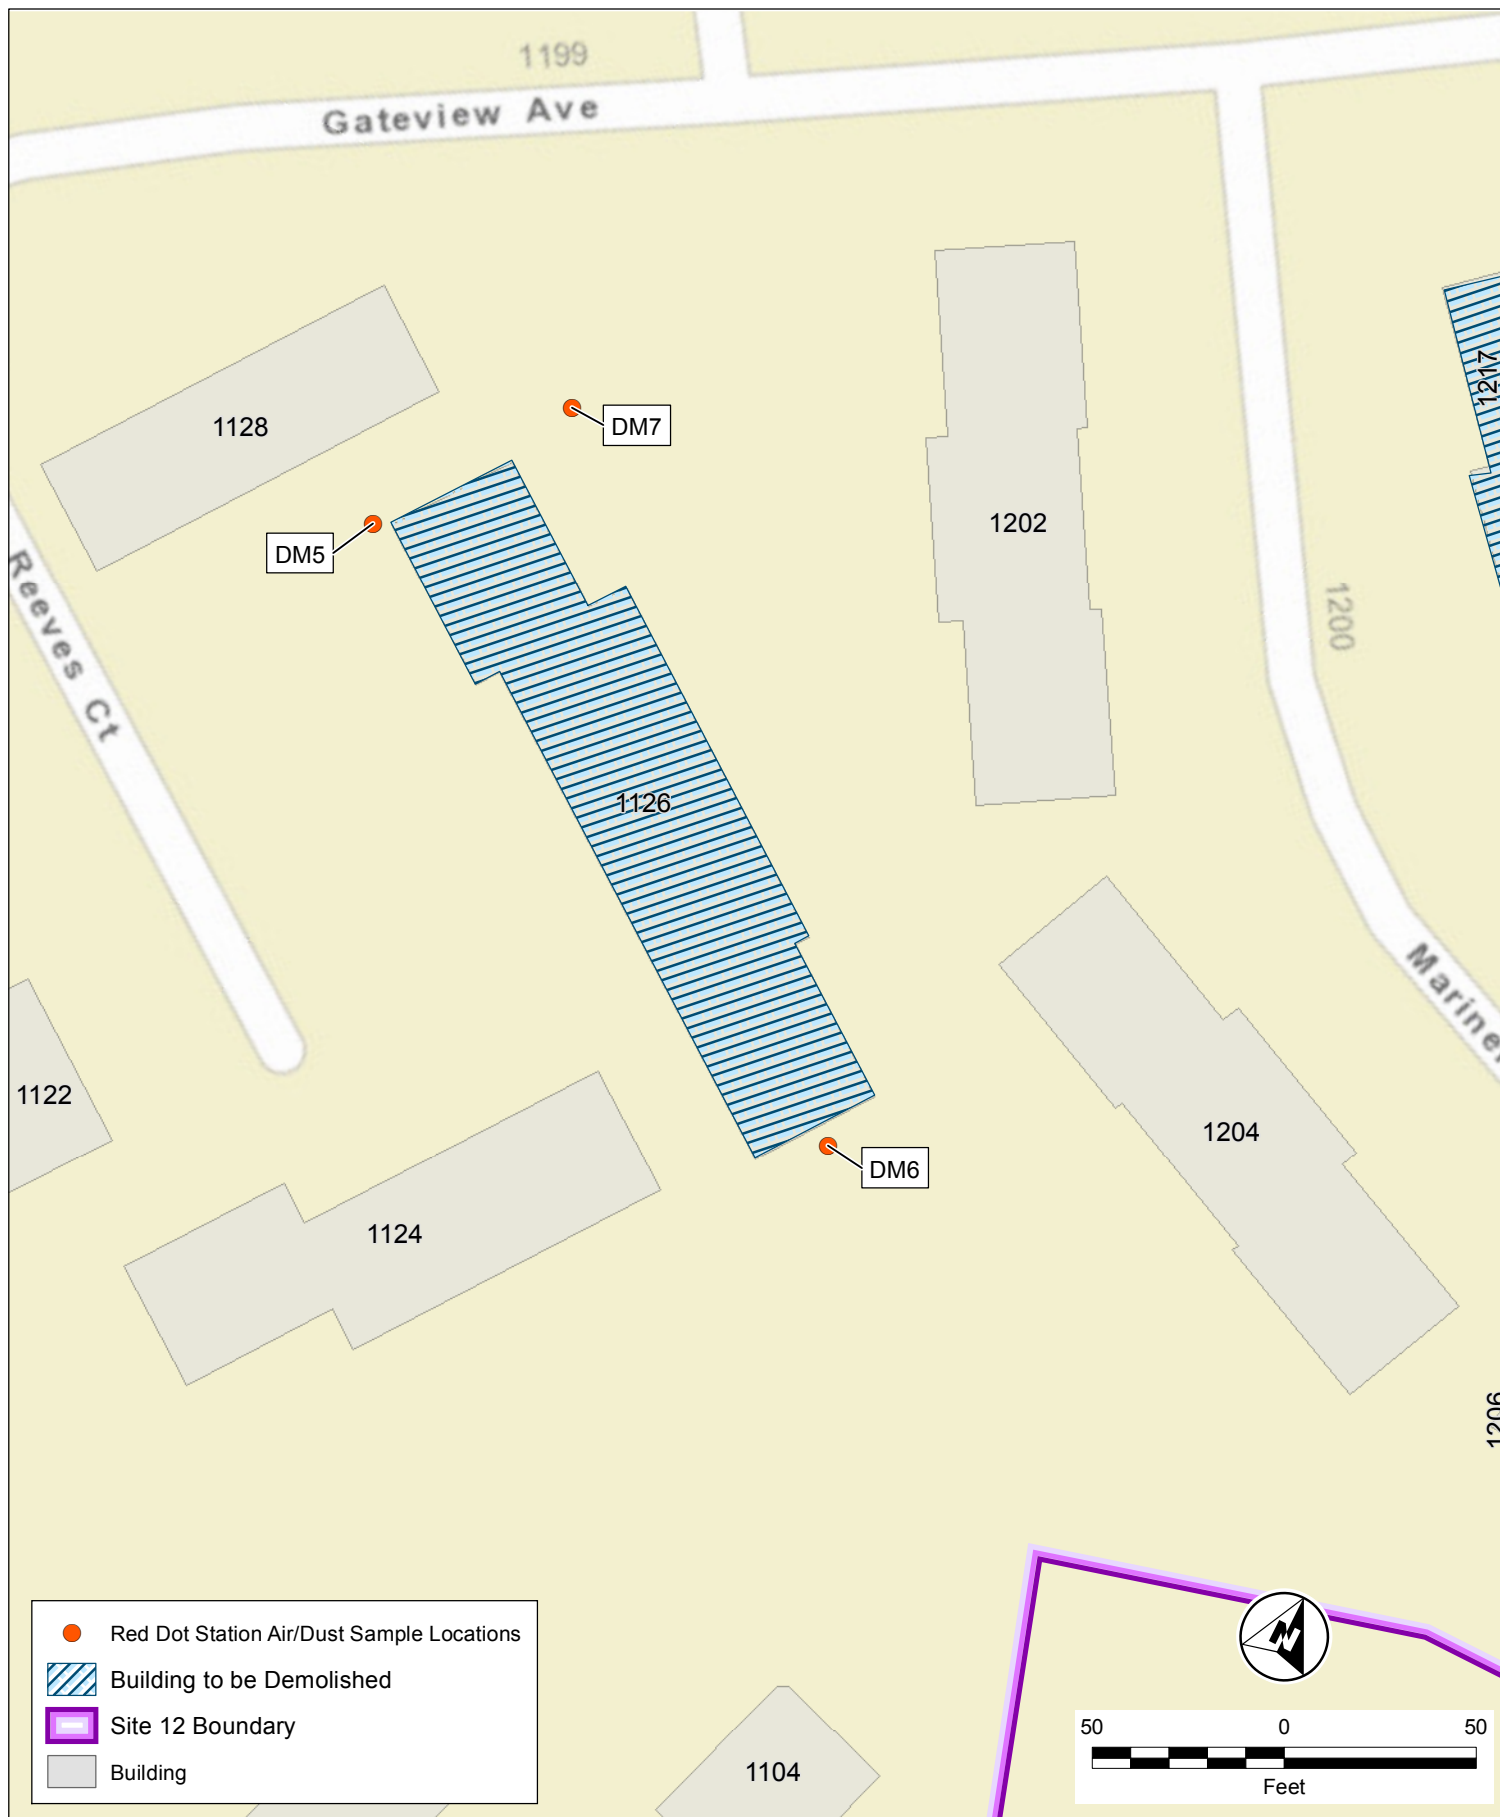 1199
Gateview Ave
1217
1128
DM7
1202
DM5
Reeves Ct
1200
1126
Mariner
1122
1204
DM6
1124
1206
Red Dot Station Air/Dust Sample Locations
Building to be Demolished
Site 12 Boundary
Building
N
50 0 50
Feet
1104